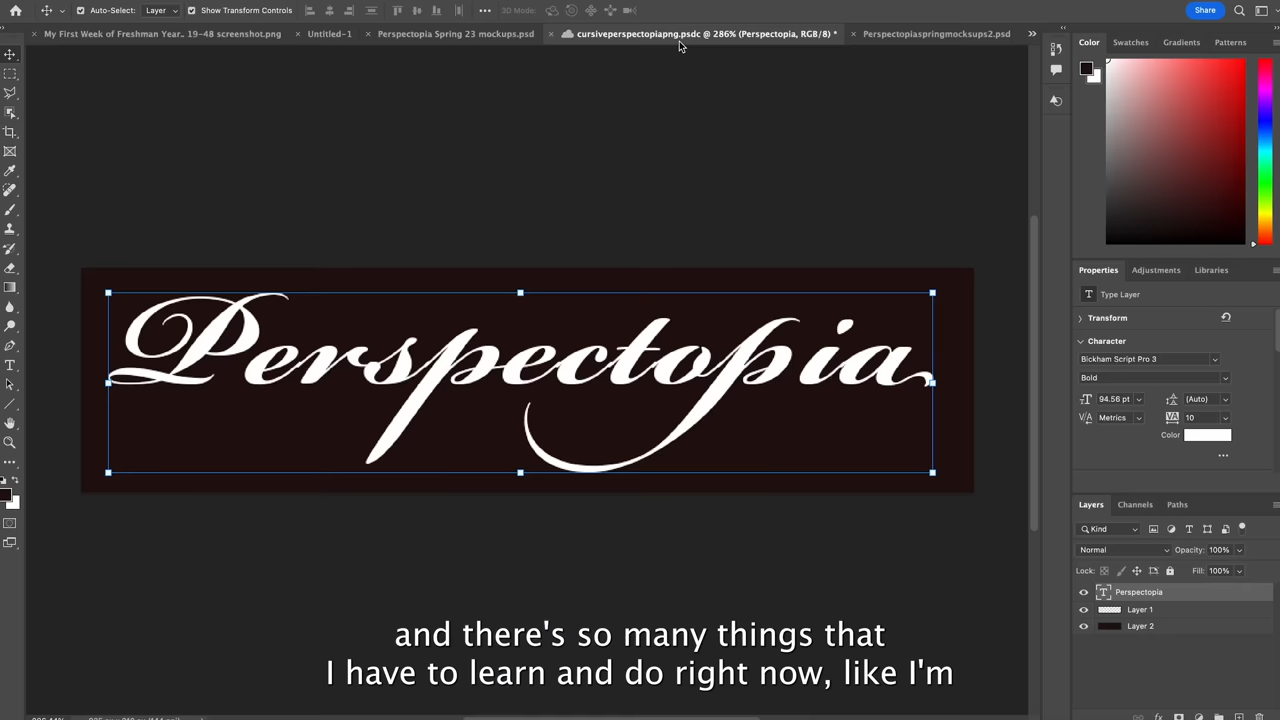 Auto-Select: Layer Show Transform Controls 3D Mode: Share
My First Week of Freshman Year.. 19-48 screenshot.png Untitled-1 Perspectopia Spring 23 mockups.psd cursiveperspectopiapng.psdc @ 286% (Perspectopia, RGB/8) * Perspectopiaspringmocksups2.psd
Color Swatches Gradients Patterns
Perspectopia
Properties Adjustments Libraries
T Type Layer
Transform
Character
Bickham Script Pro 3
Bold
94.56 pt (Auto)
Metrics 10
Color
Layers Channels Paths
Kind
Normal Opacity: 100%
Lock: Fill: 100%
Perspectopia
Layer 1
Layer 2
and there's so many things that
I have to learn and do right now, like I'm